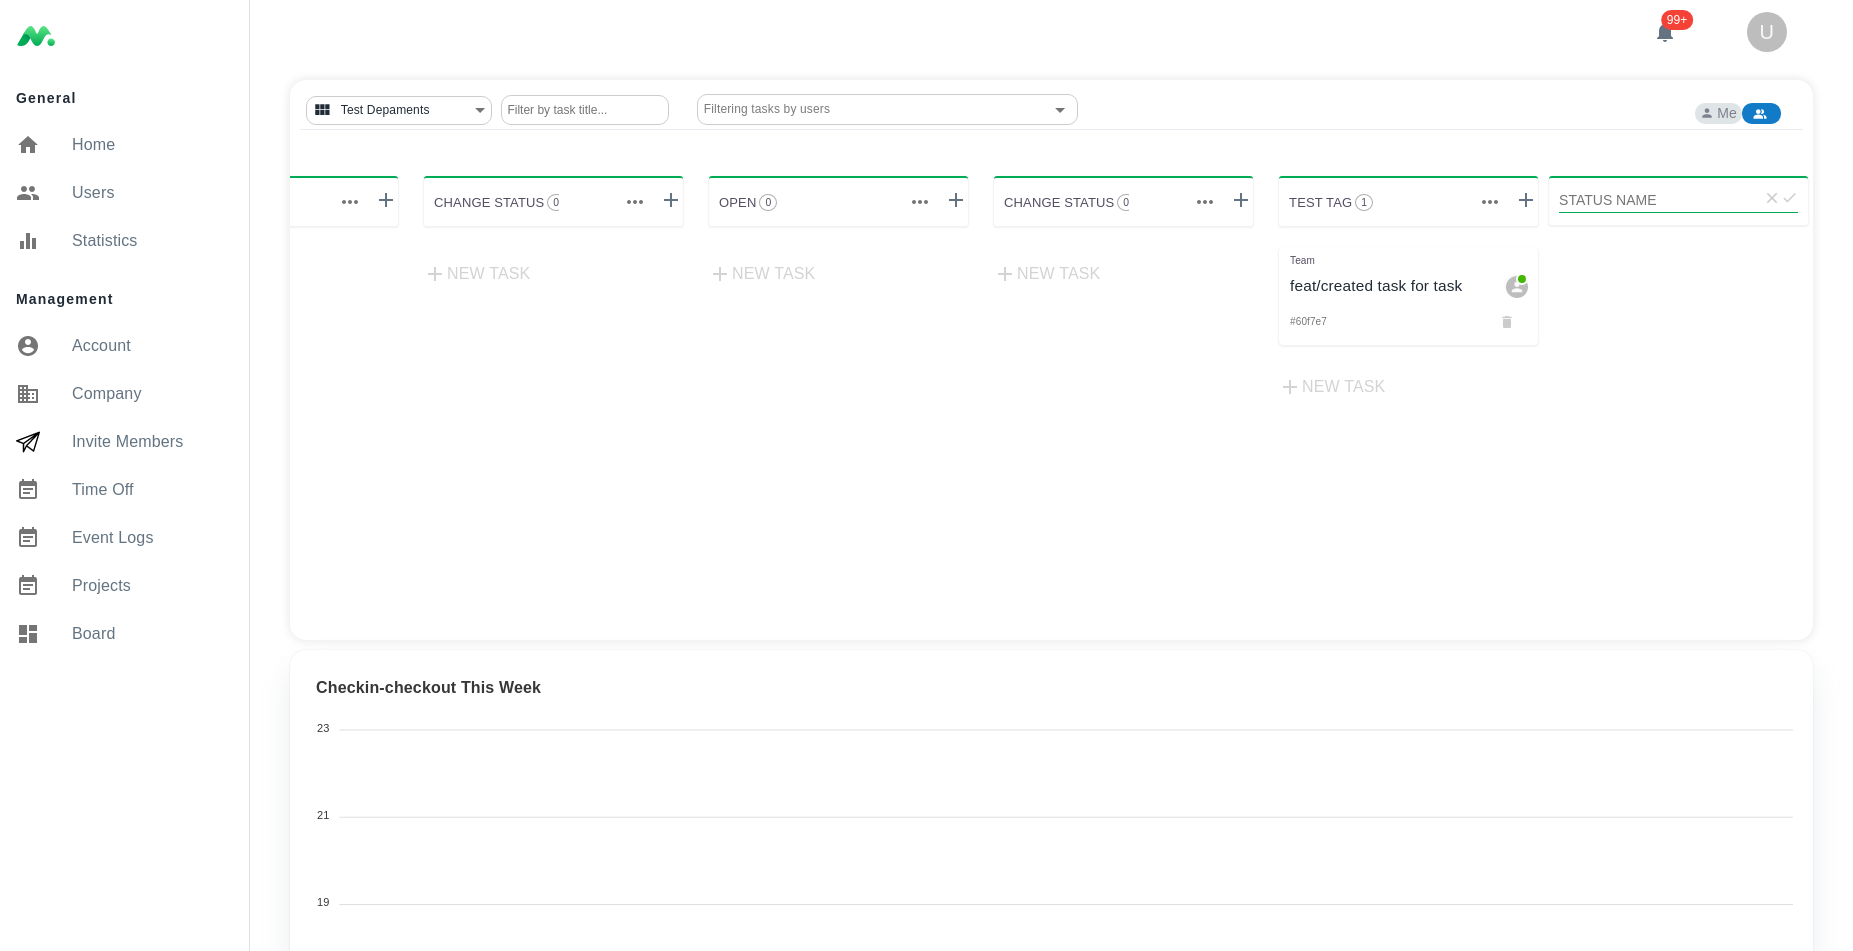 99+
U
General
Home
Users
Statistics
Management
Account
Company
Invite Members
Time Off
Event Logs
Projects
Board
Test Depaments
Filter by task title...
Filtering tasks by users
Me
CHANGE STATUS 0
OPEN 0
CHANGE STATUS 0
TEST TAG 1
STATUS NAME
NEW TASK
NEW TASK
NEW TASK
Team
feat/created task for task
#60f7e7
NEW TASK
Checkin-checkout This Week
23
21
19